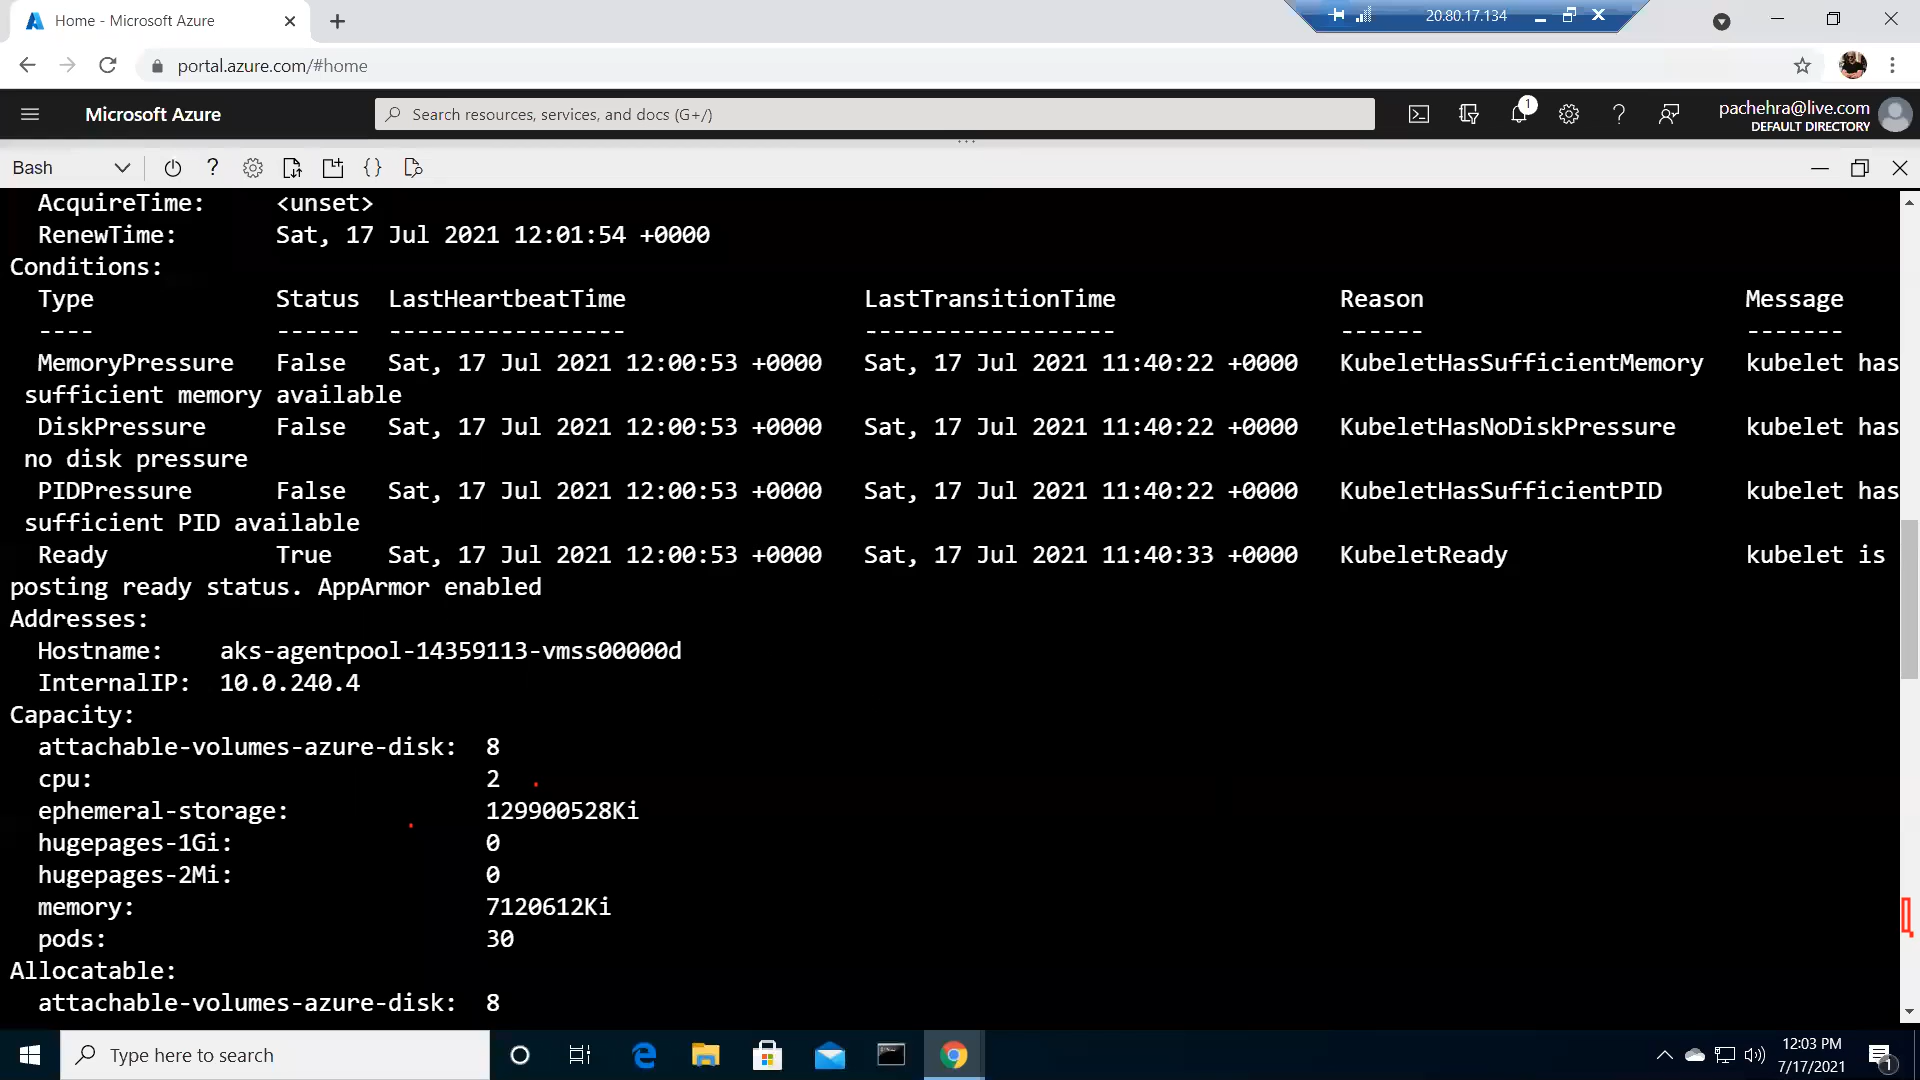 Home - Microsoft Azure
20.80.17.134
portal.azure.com/#home
Microsoft Azure
Search resources, services, and docs (G+/)
1
pachehra@live.com
DEFAULT DIRECTORY
Bash
AcquireTime: <unset>
RenewTime: Sat, 17 Jul 2021 12:01:54 +0000
Conditions:
Type Status LastHeartbeatTime LastTransitionTime Reason Message
---- ------ ----------------- ------------------ ------ -------
MemoryPressure False Sat, 17 Jul 2021 12:00:53 +0000 Sat, 17 Jul 2021 11:40:22 +0000 KubeletHasSufficientMemory kubelet has
sufficient memory available
DiskPressure False Sat, 17 Jul 2021 12:00:53 +0000 Sat, 17 Jul 2021 11:40:22 +0000 KubeletHasNoDiskPressure kubelet has
no disk pressure
PIDPressure False Sat, 17 Jul 2021 12:00:53 +0000 Sat, 17 Jul 2021 11:40:22 +0000 KubeletHasSufficientPID kubelet has
sufficient PID available
Ready True Sat, 17 Jul 2021 12:00:53 +0000 Sat, 17 Jul 2021 11:40:33 +0000 KubeletReady kubelet is
posting ready status. AppArmor enabled
Addresses:
Hostname: aks-agentpool-14359113-vmss00000d
InternalIP: 10.0.240.4
Capacity:
attachable-volumes-azure-disk: 8
cpu: 2
ephemeral-storage: 129900528Ki
hugepages-1Gi: 0
hugepages-2Mi: 0
memory: 7120612Ki
pods: 30
Allocatable:
attachable-volumes-azure-disk: 8
Type here to search
12:03 PM
7/17/2021
1